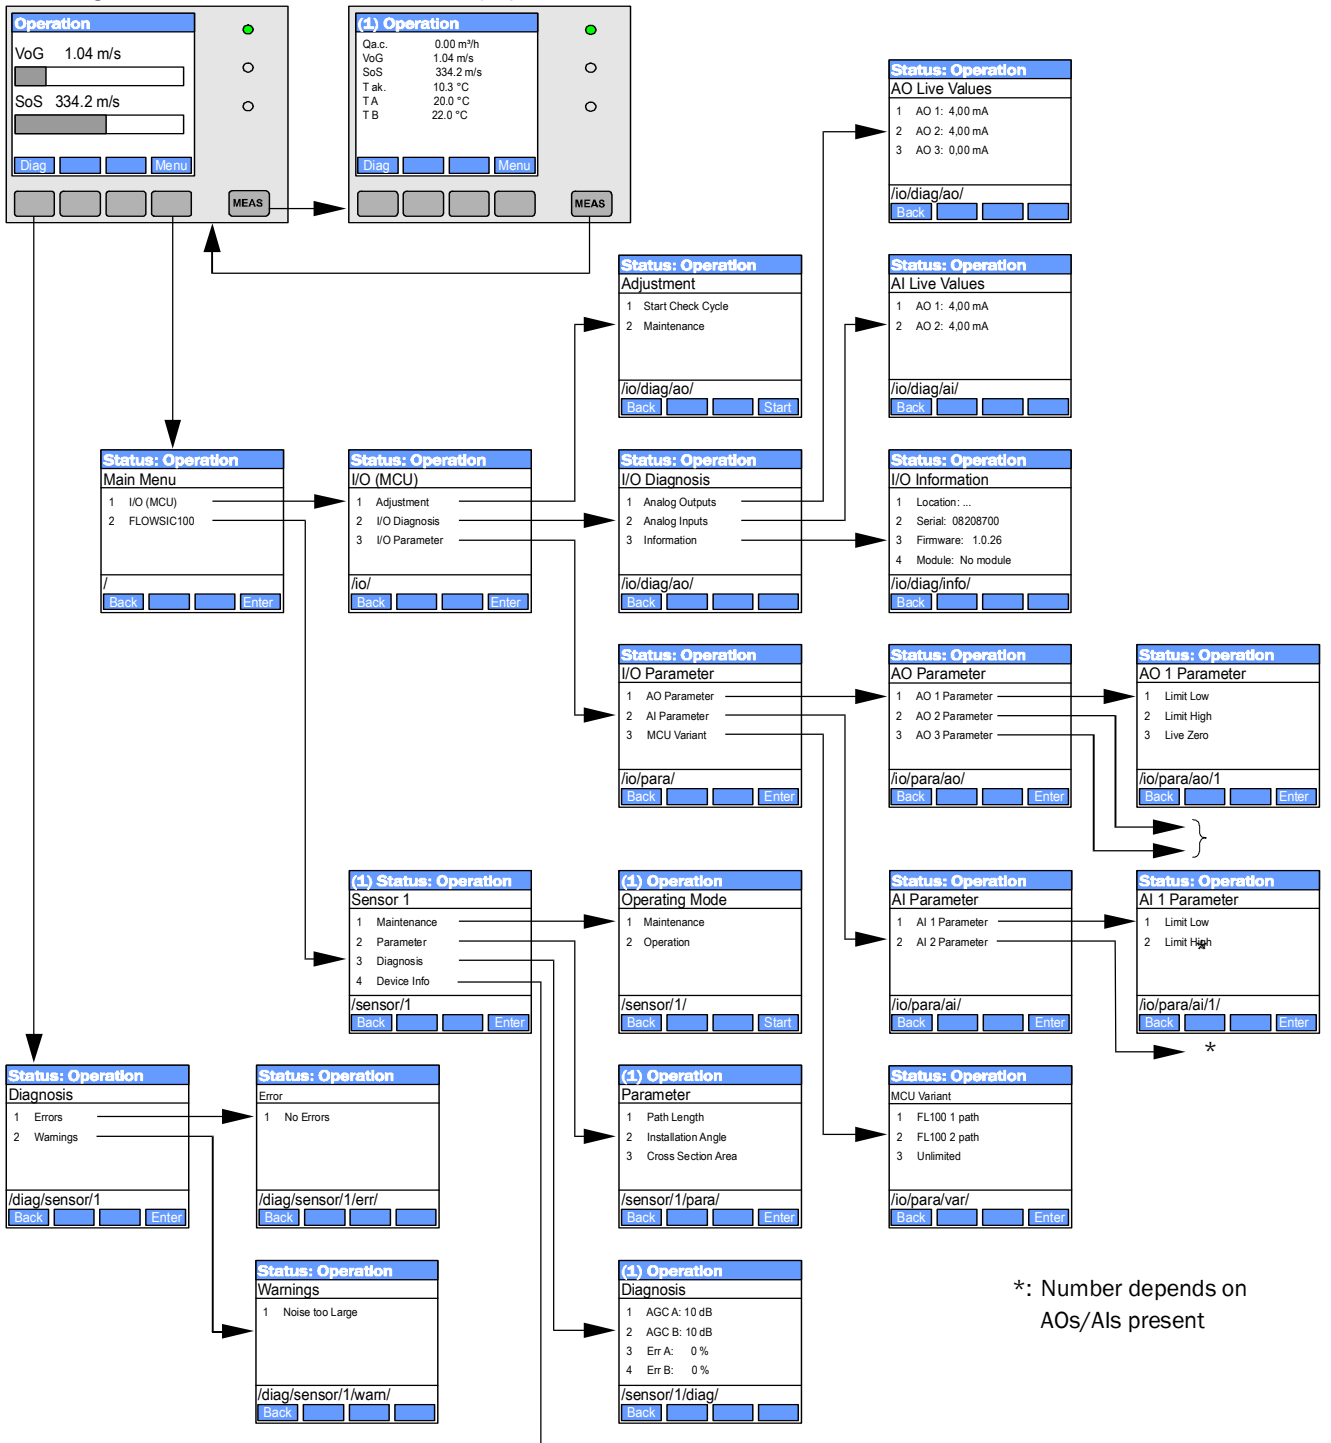 Operation
VoG 1.04 m/s
SoS 334.2 m/s
Diag Menu
MEAS
(1) Operation
Qa.c. 0.00 m³/h
VoG 1.04 m/s
SoS 334.2 m/s
T ak. 10.3 °C
T A 20.0 °C
T B 22.0 °C
Diag Menu
MEAS
Status: Operation
AO Live Values
1 AO 1: 4,00 mA
2 AO 2: 4,00 mA
3 AO 3: 0,00 mA
/io/diag/ao/
Back
Status: Operation
Adjustment
1 Start Check Cycle
2 Maintenance
/io/diag/ao/
Back Start
Status: Operation
AI Live Values
1 AO 1: 4,00 mA
2 AO 2: 4,00 mA
/io/diag/ai/
Back
Status: Operation
Main Menu
1 I/O (MCU)
2 FLOWSIC100
/
Back Enter
Status: Operation
I/O (MCU)
1 Adjustment
2 I/O Diagnosis
3 I/O Parameter
/io/
Back Enter
Status: Operation
I/O Diagnosis
1 Analog Outputs
2 Analog Inputs
3 Information
/io/diag/ao/
Back
Status: Operation
I/O Information
1 Location: ...
2 Serial: 08208700
3 Firmware: 1.0.26
4 Module: No module
/io/diag/info/
Back
Status: Operation
I/O Parameter
1 AO Parameter
2 AI Parameter
3 MCU Variant
/io/para/
Back Enter
Status: Operation
AO Parameter
1 AO 1 Parameter
2 AO 2 Parameter
3 AO 3 Parameter
/io/para/ao/
Back Enter
Status: Operation
AO 1 Parameter
1 Limit Low
2 Limit High
3 Live Zero
/io/para/ao/1
Back Enter
}
(1) Status: Operation
Sensor 1
1 Maintenance
2 Parameter
3 Diagnosis
4 Device Info
/sensor/1
Back Enter
(1) Operation
Operating Mode
1 Maintenance
2 Operation
/sensor/1/
Back Start
Status: Operation
AI Parameter
1 AI 1 Parameter
2 AI 2 Parameter
/io/para/ai/
Back Enter
Status: Operation
AI 1 Parameter
1 Limit Low
2 Limit High
*
/io/para/ai/1/
Back Enter
*
Status: Operation
Diagnosis
1 Errors
2 Warnings
/diag/sensor/1
Back Enter
Status: Operation
Error
1 No Errors
/diag/sensor/1/err/
Back
(1) Operation
Parameter
1 Path Length
2 Installation Angle
3 Cross Section Area
/sensor/1/para/
Back Enter
Status: Operation
MCU Variant
1 FL100 1 path
2 FL100 2 path
3 Unlimited
/io/para/var/
Back Enter
Status: Operation
Warnings
1 Noise too Large
/diag/sensor/1/warn/
Back
(1) Operation
Diagnosis
1 AGC A: 10 dB
2 AGC B: 10 dB
3 Err A: 0 %
4 Err B: 0 %
/sensor/1/diag/
Back
*: Number depends on
AOs/AIs present